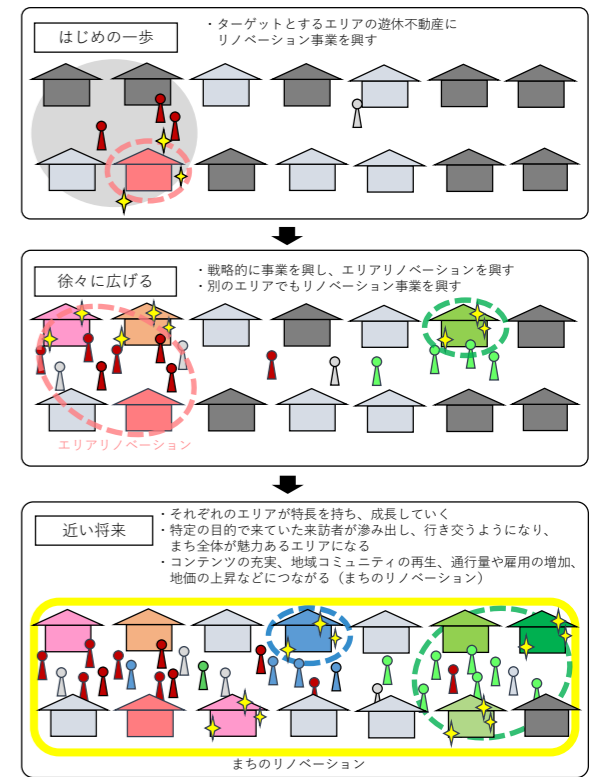 はじめの一歩
・ターゲットとするエリアの遊休不動産に
リノベーション事業を興す
徐々に広げる
・戦略的に事業を興し、エリアリノベーションを興す
・別のエリアでもリノベーション事業を興す
エリアリノベーション
近い将来
・それぞれのエリアが特長を持ち、成長していく
・特定の目的で来ていた来訪者が滲み出し、行き交うようになり、
まち全体が魅力あるエリアになる
・コンテンツの充実、地域コミュニティの再生、通行量や雇用の増加、
地価の上昇などにつながる（まちのリノベーション）
まちのリノベーション